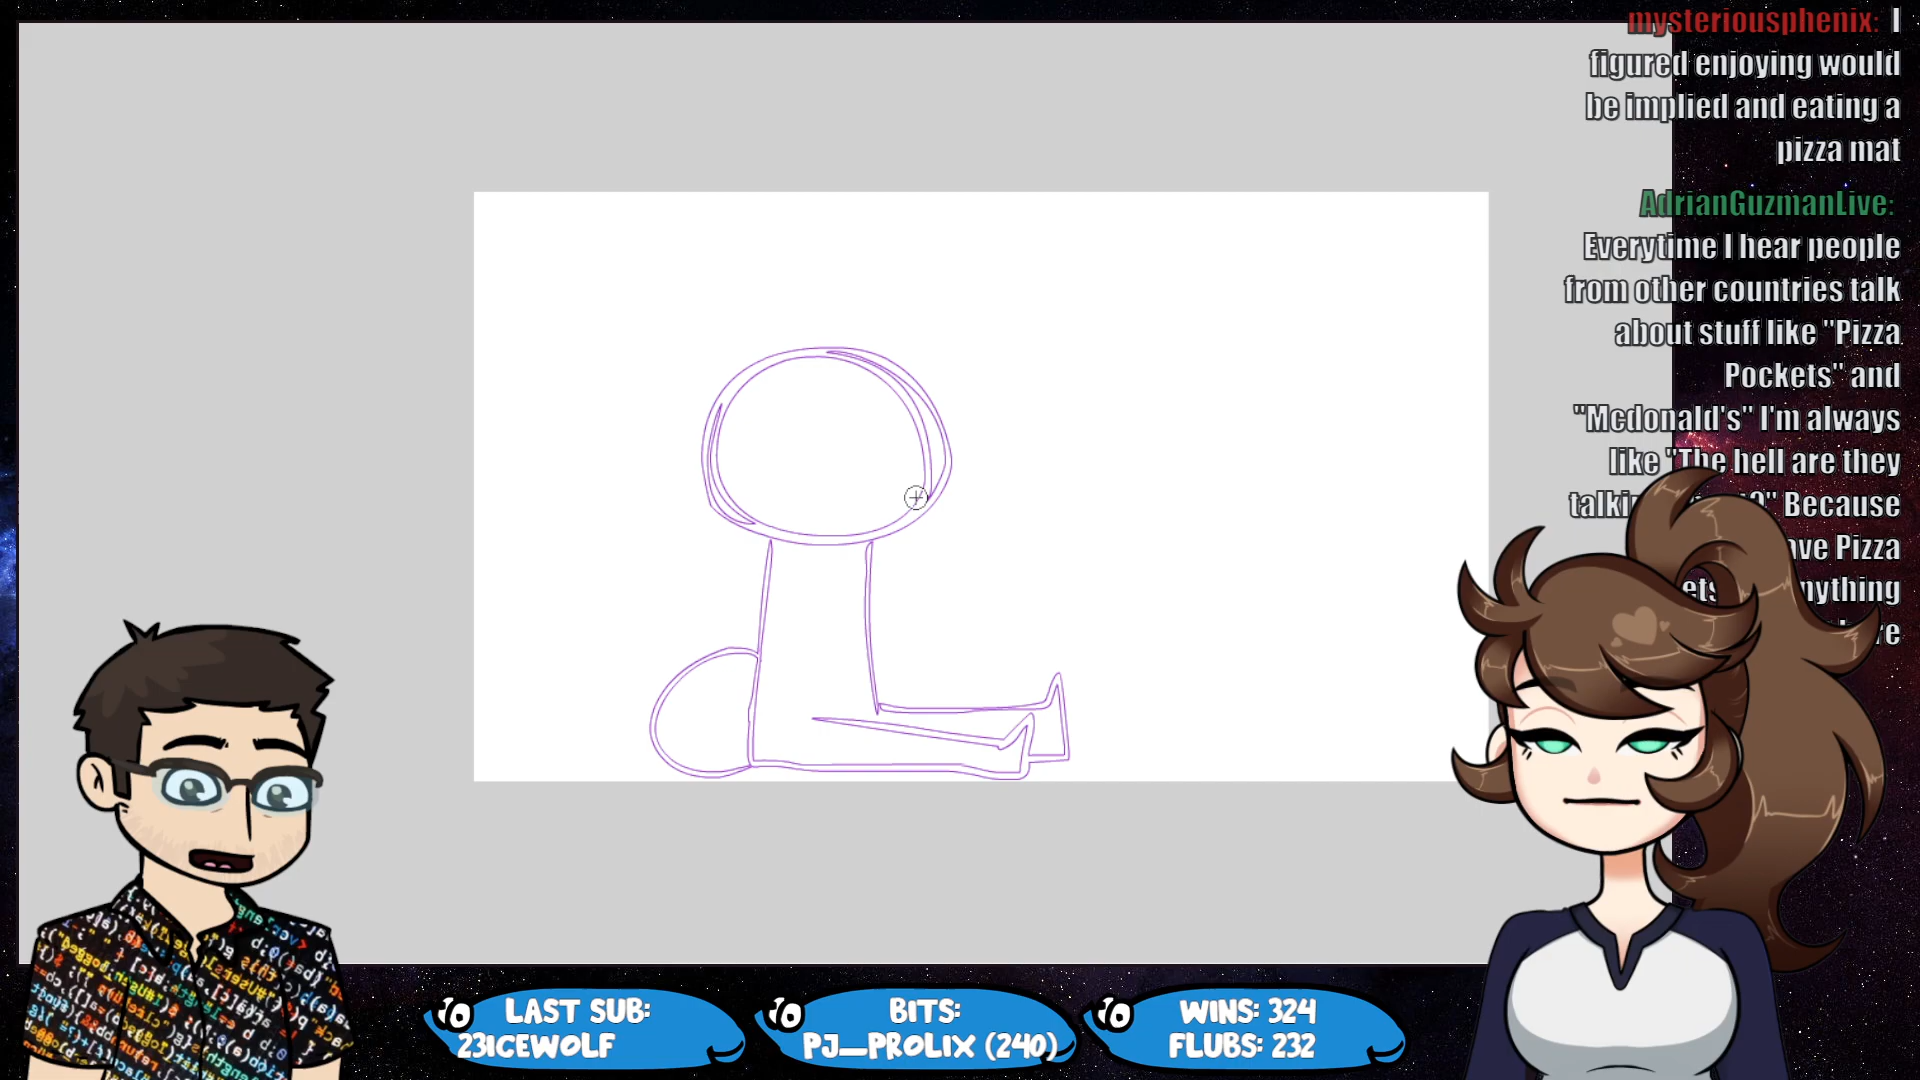 mysteriousphenix: I
figured enjoying would
be implied and eating a
pizza mat
AdrianGuzmanLive:
Everytime I hear people
from other countries talk
about stuff like "Pizza
Pockets" and
"Mcdonald's" I'm always
like "The hell are they
Because
Pizza
LAST SUB:
23ICEWOLF
BITS:
PJ_PROLIX (240)
WINS: 324
FLUBS: 232